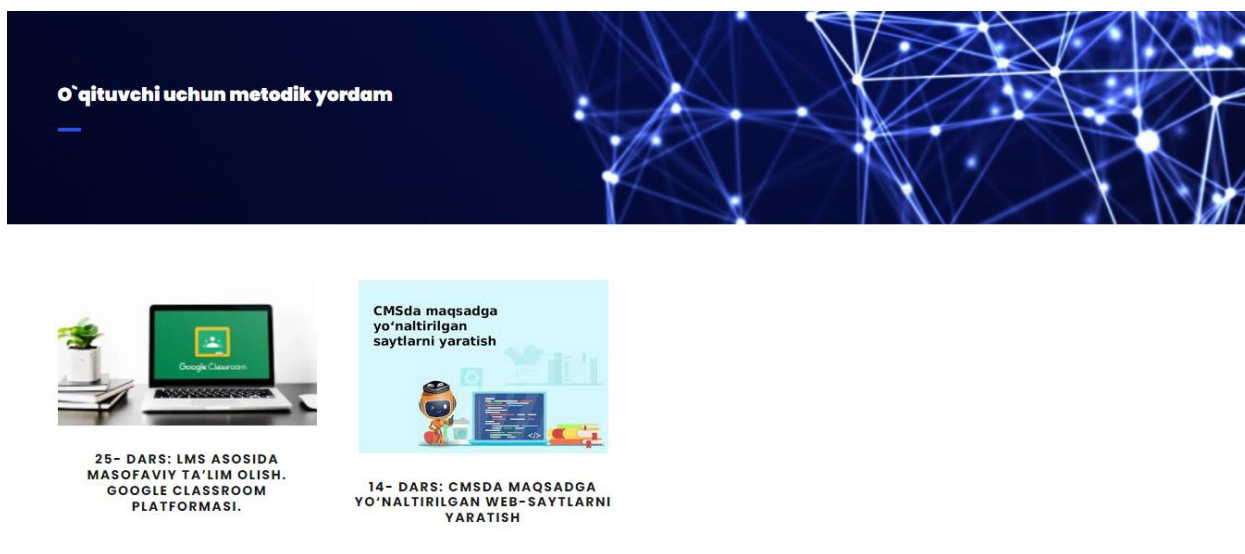 O`qituvchi uchun metodik yordam
Google Classroom
25- DARS: LMS ASOSIDA
MASOFAVIY TA’LIM OLISH.
GOOGLE CLASSROOM
PLATFORMASI.
CMSda maqsadga
yo‘naltirilgan
saytlarni yaratish
</>
14- DARS: CMSDA MAQSADGA
YO‘NALTIRILGAN WEB-SAYTLARNI
YARATISH